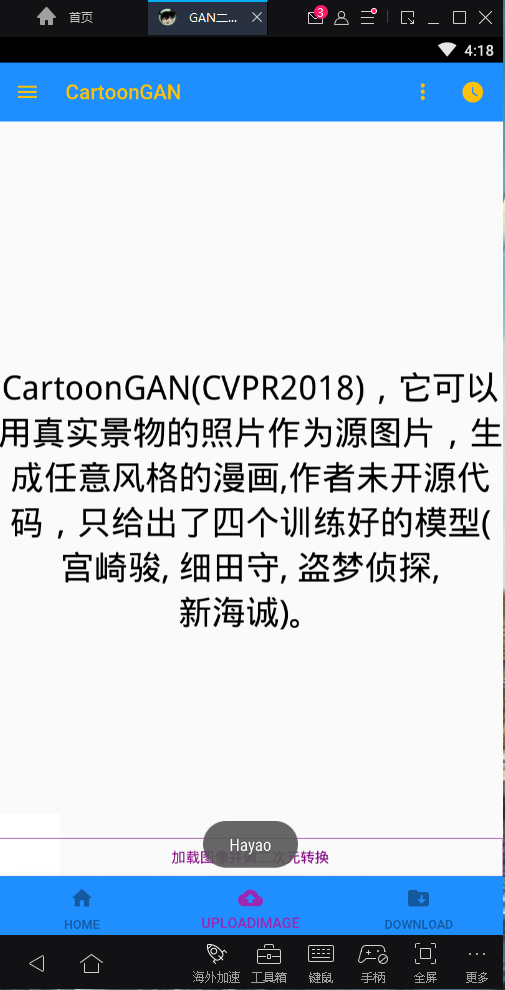 首页
GAN二...
3
4:18
CartoonGAN
CartoonGAN(CVPR2018)，它可以
用真实景物的照片作为源图片，生
成任意风格的漫画,作者未开源代
码，只给出了四个训练好的模型(
宫崎骏, 细田守, 盗梦侦探,
新海诚)。
Hayao
加载图像并做二次元转换
HOME
UPLOADIMAGE
DOWNLOAD
海外加速
工具箱
键鼠
手柄
全屏
更多